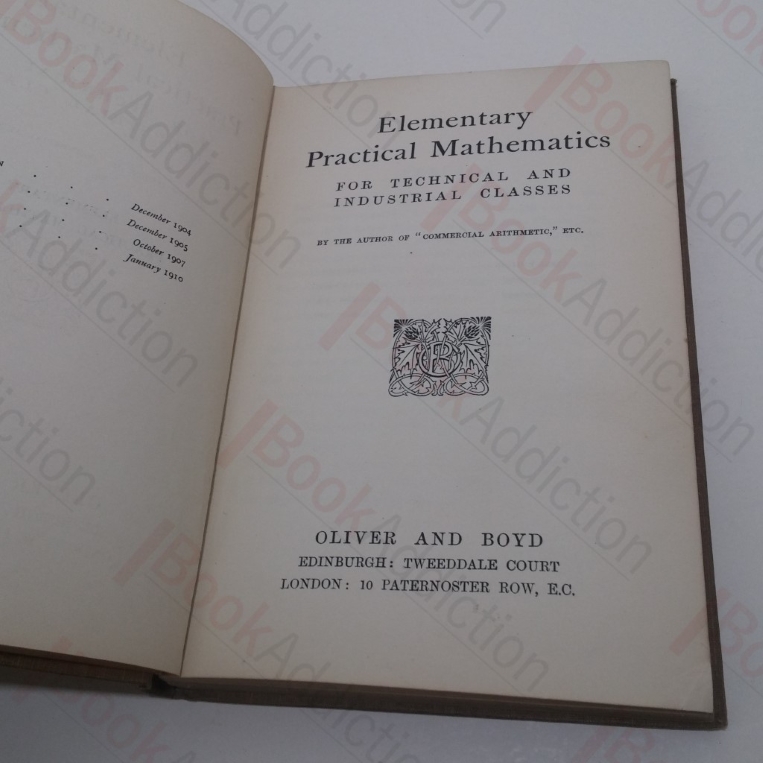 December 1904
December 1905
October 1907
January 1910
Elementary
Practical Mathematics
FOR TECHNICAL AND
INDUSTRIAL CLASSES
BY THE AUTHOR OF "COMMERCIAL ARITHMETIC," ETC.
OLIVER AND BOYD
EDINBURGH: TWEEDDALE COURT
LONDON: 10 PATERNOSTER ROW, E.C.
BookAddiction